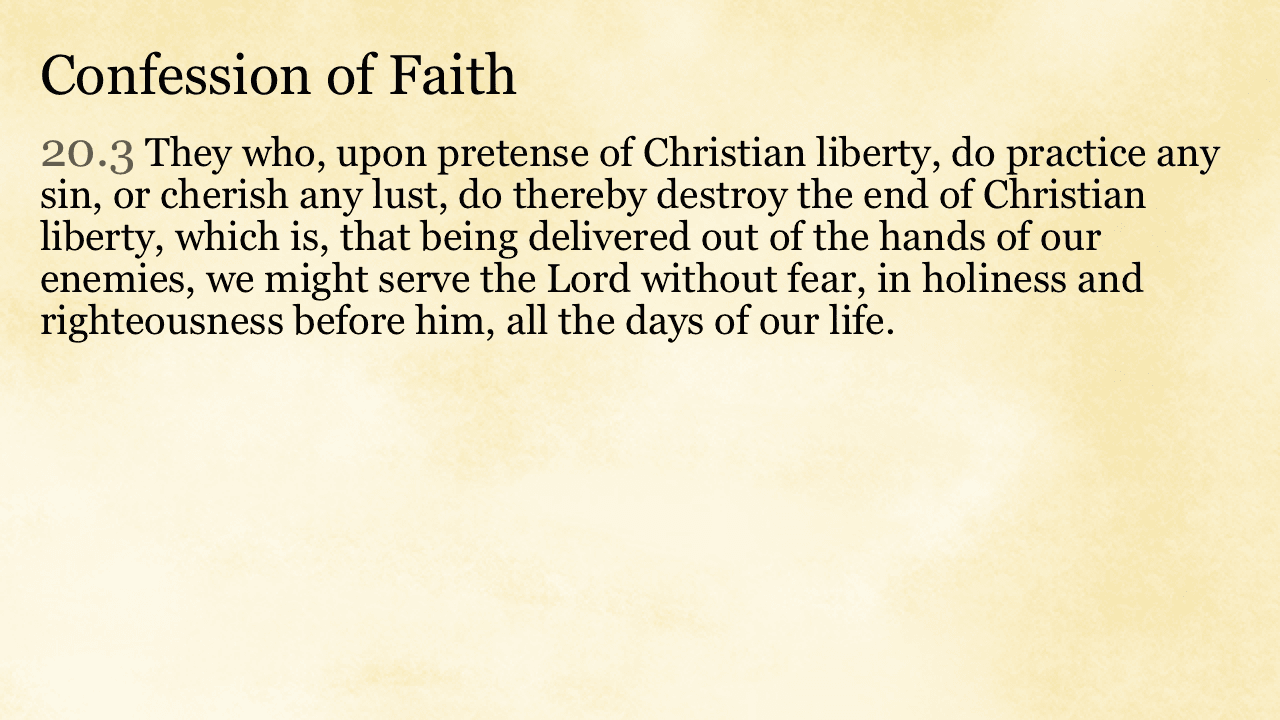 Confession of Faith
20.3 They who, upon pretense of Christian liberty, do practice any
sin, or cherish any lust, do thereby destroy the end of Christian
liberty, which is, that being delivered out of the hands of our
enemies, we might serve the Lord without fear, in holiness and
righteousness before him, all the days of our life.